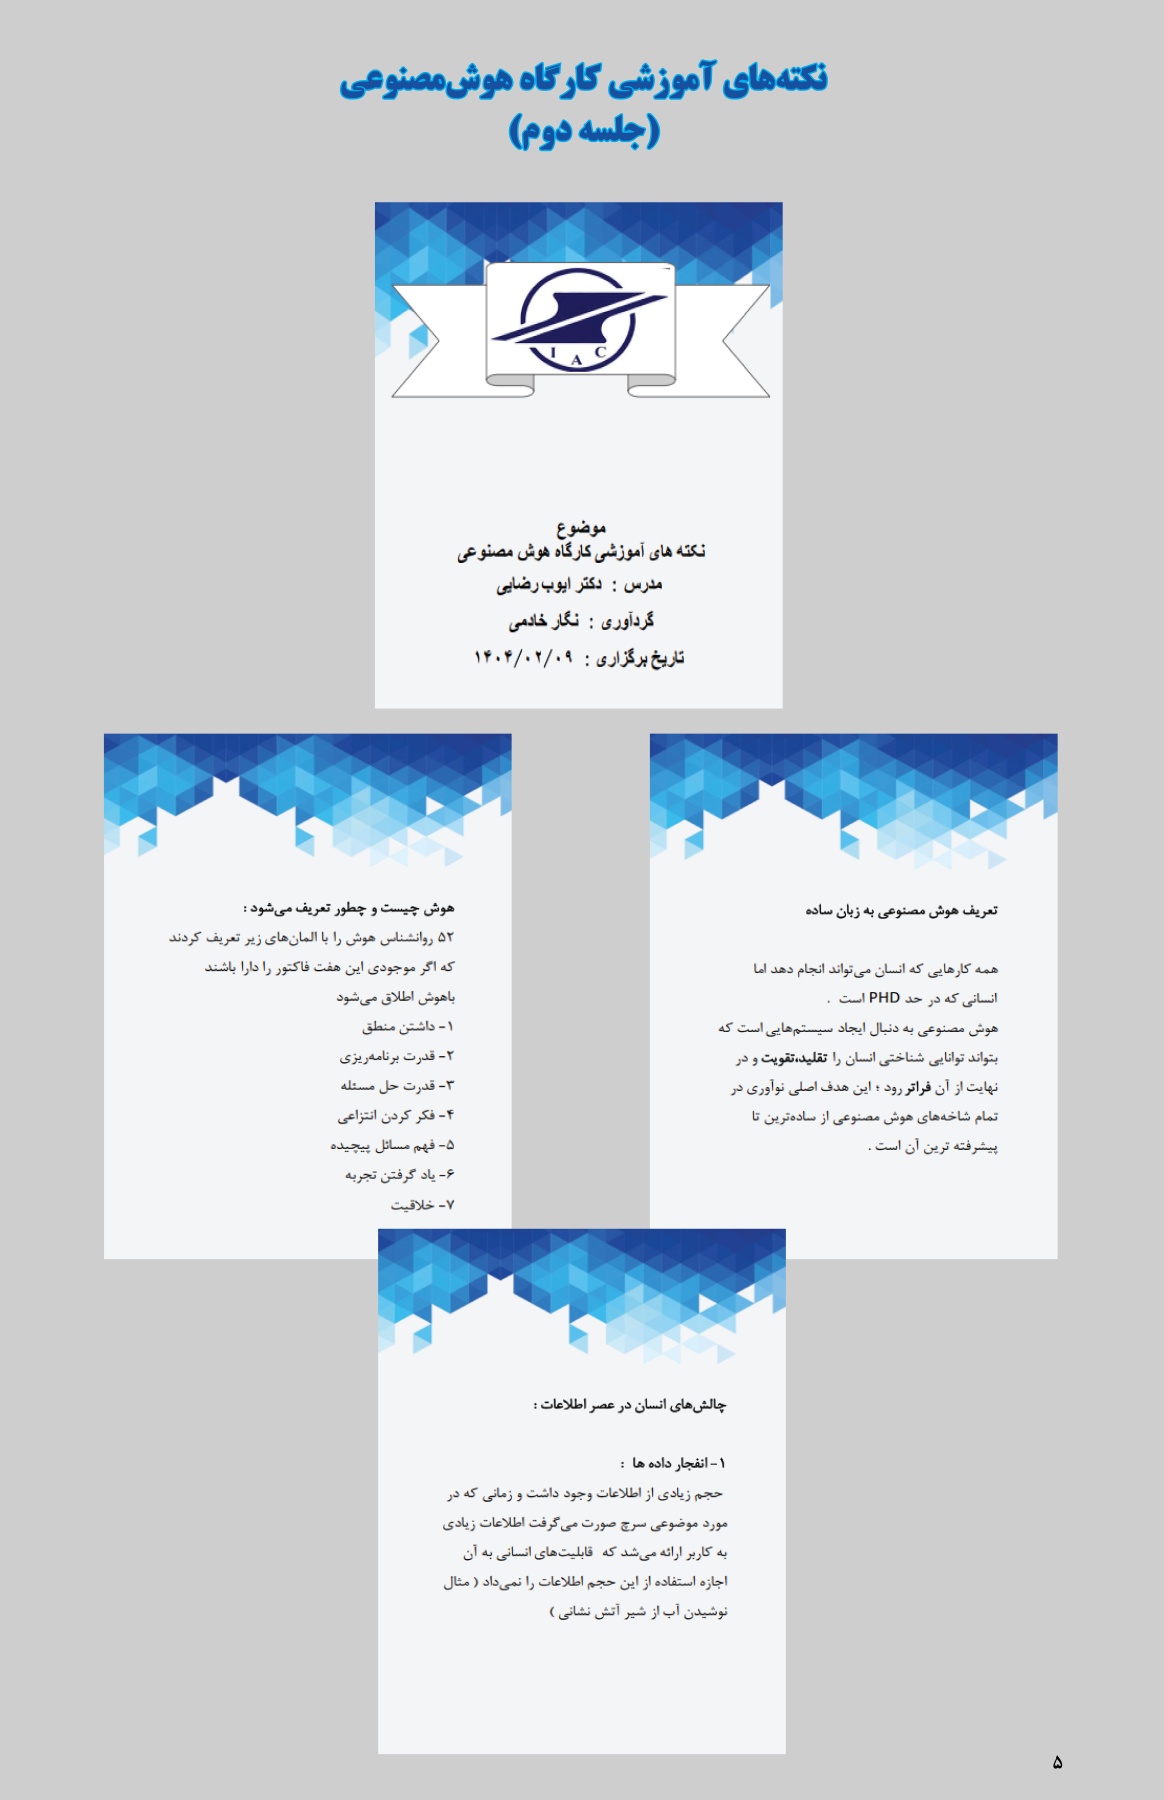 نکته‌های آموزشی کارگاه هوش‌مصنوعی
(جلسه دوم)
I A C
موضوع
نکته های آموزشی کارگاه هوش مصنوعی
مدرس : دکتر ایوب رضایی
گردآوری : نگار خادمی
تاریخ برگزاری : ۱۴۰۴/۰۲/۰۹
تعریف هوش مصنوعی به زبان ساده
همه کارهایی که انسان می‌تواند انجام دهد اما
انسانی که در حد PHD است .
هوش مصنوعی به دنبال ایجاد سیستم‌هایی است که
بتواند توانایی شناختی انسان را تقلید،تقویت و در
نهایت از آن فراتر رود ؛ این هدف اصلی نوآوری در
تمام شاخه‌های هوش مصنوعی از ساده‌ترین تا
پیشرفته ترین آن است .
هوش چیست و چطور تعریف می‌شود :
۵۲ روانشناس هوش را با المان‌های زیر تعریف کردند
که اگر موجودی این هفت فاکتور را دارا باشند
باهوش اطلاق می‌شود
۱- داشتن منطق
۲- قدرت برنامه‌ریزی
۳- قدرت حل مسئله
۴- فکر کردن انتزاعی
۵- فهم مسائل پیچیده
۶- یاد گرفتن تجربه
۷- خلاقیت
چالش‌های انسان در عصر اطلاعات :
۱- انفجار داده ها :
حجم زیادی از اطلاعات وجود داشت و زمانی که در
مورد موضوعی سرچ صورت می‌گرفت اطلاعات زیادی
به کاربر ارائه می‌شد که قابلیت‌های انسانی به آن
اجازه استفاده از این حجم اطلاعات را نمی‌داد ( مثال
نوشیدن آب از شیر آتش نشانی )
۵